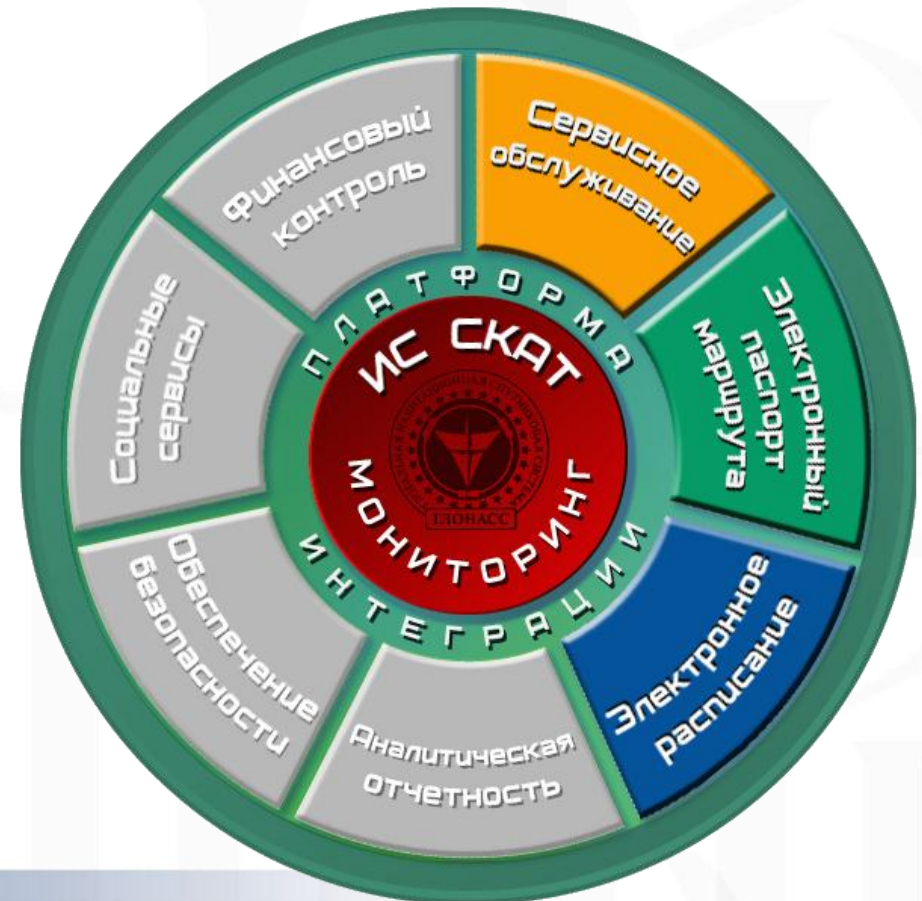 Сервисное
обслуживание
Электронный
паспорт
маршрута
Электронное
расписание
Аналитическая
отчетность
Обеспечение
безопасности
Социальные
сервисы
Финансовый
контроль
ПЛАТФОРМА
ИНТЕГРАЦИИ
ИС СКАТ
МОНИТОРИНГ
ГЛОНАСС